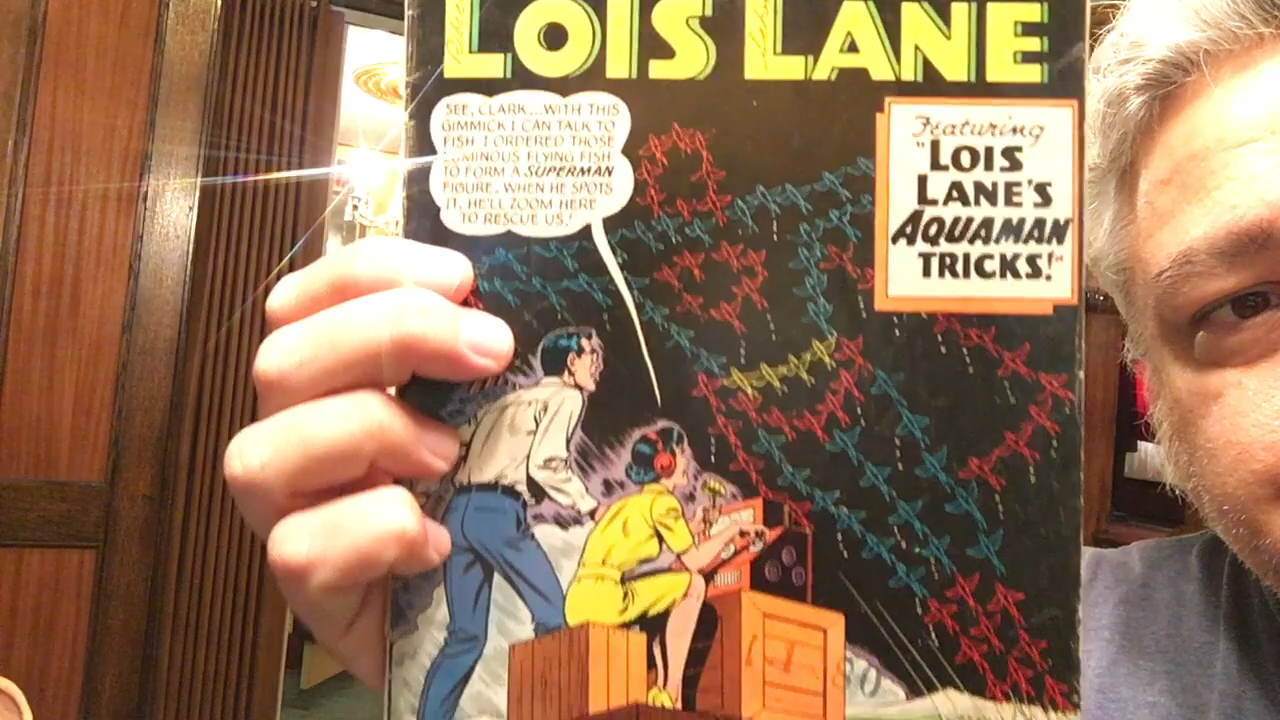 LOIS LANE
SEE, CLARK...WITH THIS
GIMMICK I CAN TALK TO
FISH. I ORDERED THOSE
LUMINOUS FLYING FISH
TO FORM A SUPERMAN
FIGURE. WHEN HE SPOTS
IT, HE'LL ZOOM HERE
TO RESCUE US!
Featuring
"LOIS
LANE'S
AQUAMAN
TRICKS!"